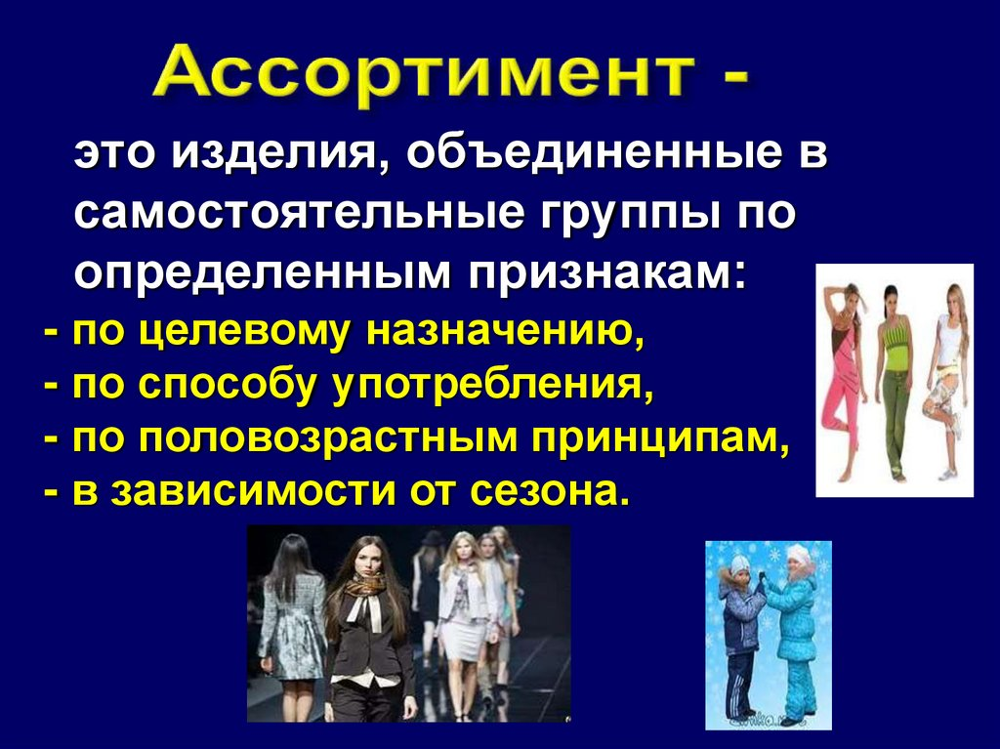 Ассортимент -
это изделия, объединенные в
самостоятельные группы по
определенным признакам:
- по целевому назначению,
- по способу употребления,
- по половозрастным принципам,
- в зависимости от сезона.